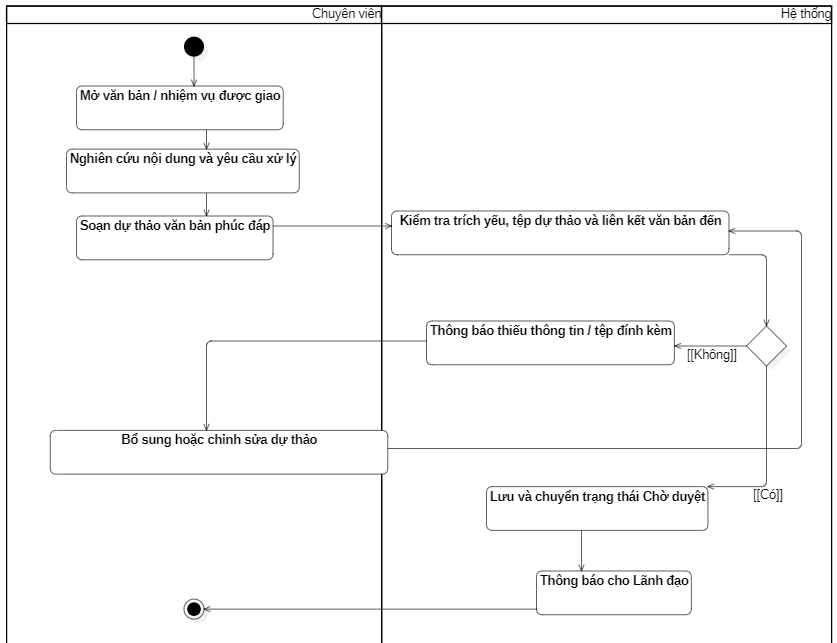 Chuyên viên
Hệ thống
Mở văn bản / nhiệm vụ được giao
Nghiên cứu nội dung và yêu cầu xử lý
Soạn dự thảo văn bản phúc đáp
Kiểm tra trích yếu, tệp dự thảo và liên kết văn bản đến
Thông báo thiếu thông tin / tệp đính kèm
[[Không]]
Bổ sung hoặc chỉnh sửa dự thảo
Lưu và chuyển trạng thái Chờ duyệt
[[Có]]
Thông báo cho Lãnh đạo